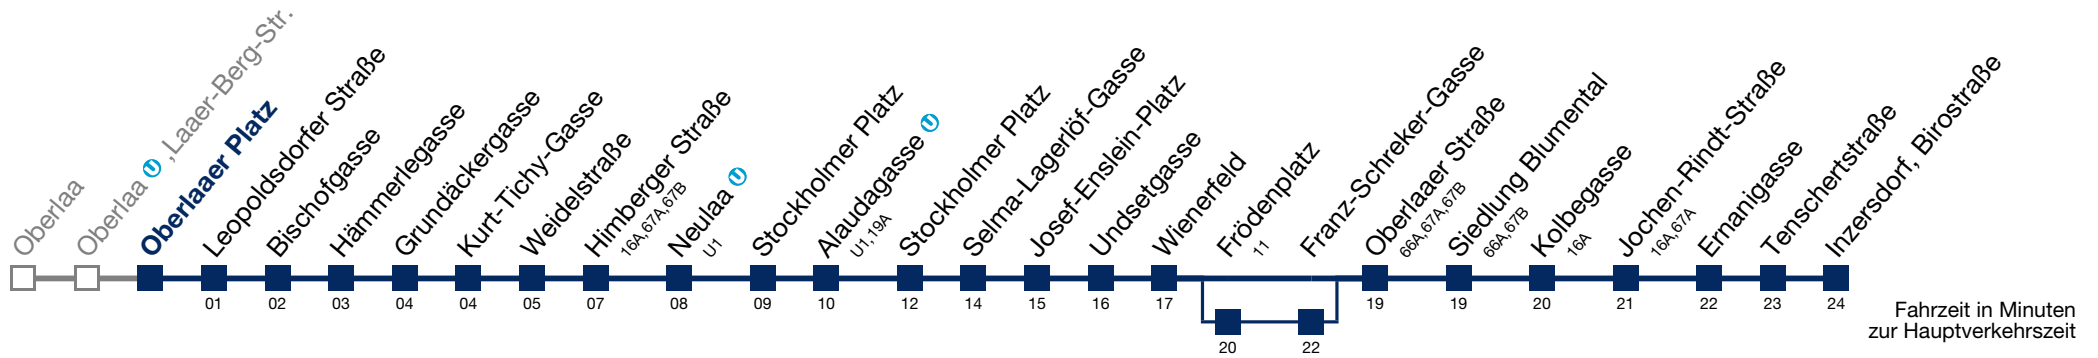 Oberlaa
Oberlaa U ,Laaer-Berg-Str.
Oberlaaer Platz
Leopoldsdorfer Straße
01
Bischofgasse
02
Hämmerlegasse
03
Grundäckergasse
04
Kurt-Tichy-Gasse
04
Weidelstraße
05
Himberger Straße
16A,67A,67B
07
Neulaa U
U1
08
Stockholmer Platz
09
Alaudagasse U
U1,19A
10
Stockholmer Platz
12
Selma-Lagerlöf-Gasse
14
Josef-Enslein-Platz
15
Undsetgasse
16
Wienerfeld
17
Frödenplatz
11
20
Franz-Schreker-Gasse
22
Oberlaaer Straße
66A,67A,67B
19
Siedlung Blumental
66A,67B
19
Kolbegasse
16A
20
Jochen-Rindt-Straße
16A,67A
21
Ernanigasse
22
Tenschertstraße
23
Inzersdorf, Birostraße
24
Fahrzeit in Minuten
zur Hauptverkehrszeit